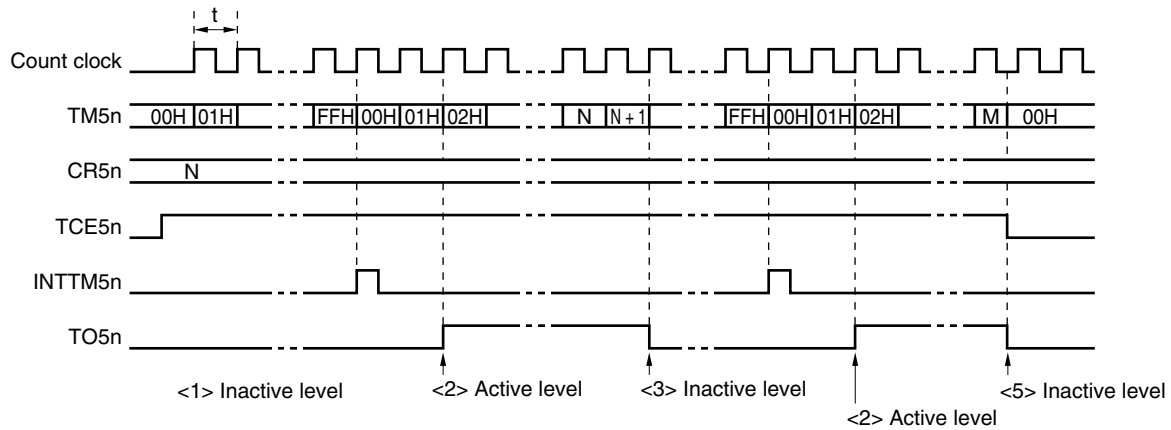 t
Count clock
TM5n 00H 01H FFH 00H 01H 02H N N + 1 FFH 00H 01H 02H M 00H
CR5n N
TCE5n
INTTM5n
TO5n
<1> Inactive level <2> Active level <3> Inactive level <5> Inactive level
<2> Active level